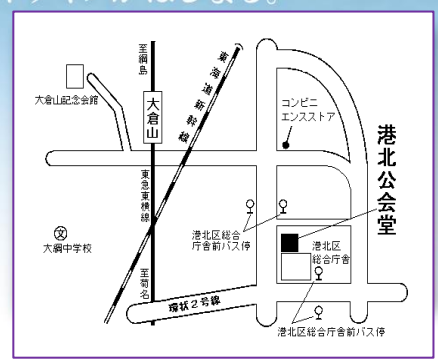 至綱島
東海道新幹線
大倉山記念会館
大倉山
コンビニ
エンスストア
港北公会堂
東急東横線
大綱中学校
文
港北区総合
庁舎前バス停
港北区
総合庁舎
至菊名
環状2号線
港北区総合庁舎前バス停